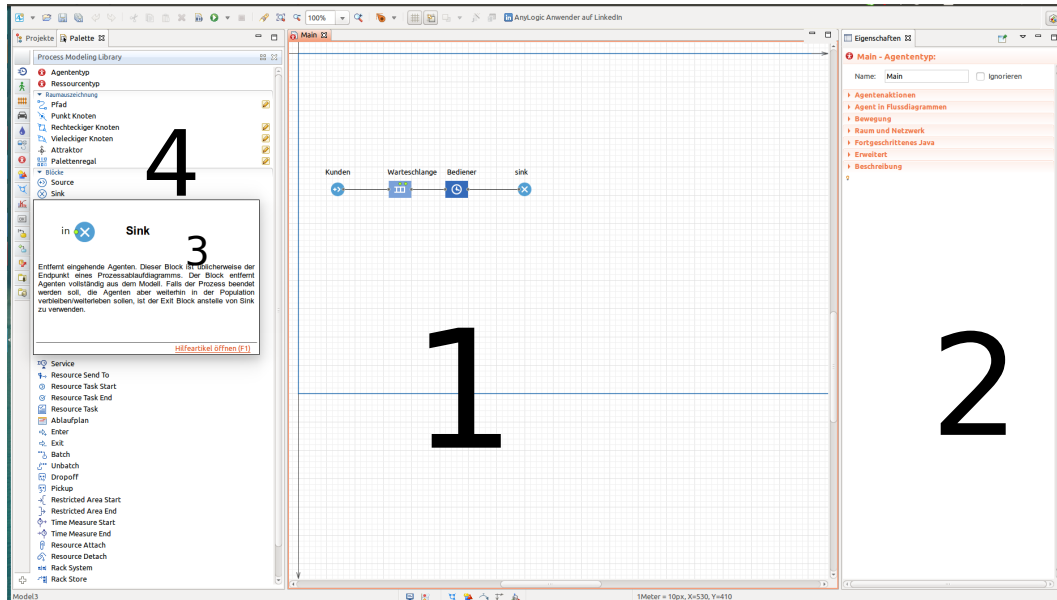 100%
AnyLogic Anwender auf LinkedIn
Projekte
Palette
Main
Eigenschaften
Process Modeling Library
Agententyp
Ressourcentyp
Raumauszeichnung
Pfad
Punkt Knoten
Rechteckiger Knoten
Vieleckiger Knoten
Attraktor
Palettenregal
Blöcke
Source
Sink
4
in
Sink
3
Entfernt eingehende Agenten. Dieser Block ist üblicherweise der
Endpunkt eines Prozessablaufdiagramms. Der Block entfernt
Agenten vollständig aus dem Modell. Falls der Prozess beendet
werden soll, die Agenten aber weiterhin in der Population
verbleiben/weiterleben sollen, ist der Exit Block anstelle von Sink
zu verwenden.
Hilfeartikel öffnen (F1)
Service
Resource Send To
Resource Task Start
Resource Task End
Resource Task
Ablaufplan
Enter
Exit
Batch
Unbatch
Dropoff
Pickup
Restricted Area Start
Restricted Area End
Time Measure Start
Time Measure End
Resource Attach
Resource Detach
Rack System
Rack Store
Kunden
Warteschlange
Bediener
sink
1
Main - Agententyp:
Name:
Main
Ignorieren
Agentenaktionen
Agent in Flussdiagrammen
Bewegung
Raum und Netzwerk
Fortgeschrittenes Java
Erweitert
Beschreibung
2
Model3
1Meter = 10px, X=530, Y=410